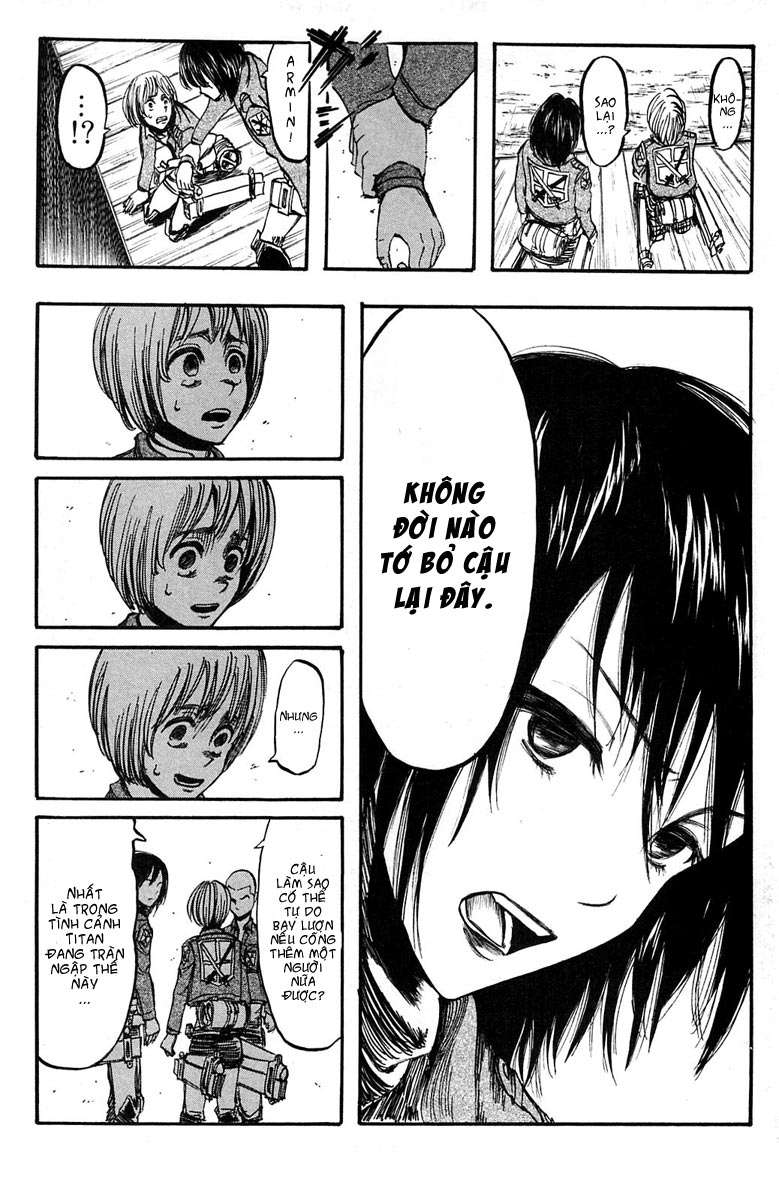 KHÔ-
NG
...
SAO
LẠI
...?
ARMIN!
...
!?
KHÔNG
ĐỜI NÀO
TỚ BỎ CẬU
LẠI ĐÂY.
NHƯNG
...
CẬU
LÀM SAO
CÓ THỂ
TỰ DO
BAY LƯỢN
NẾU CÕNG
THÊM MỘT
NGƯỜI
NỮA
ĐƯỢC?
NHẤT
LÀ TRONG
TÌNH CẢNH
TITAN
ĐANG TRÀN
NGẬP THẾ
NÀY
...